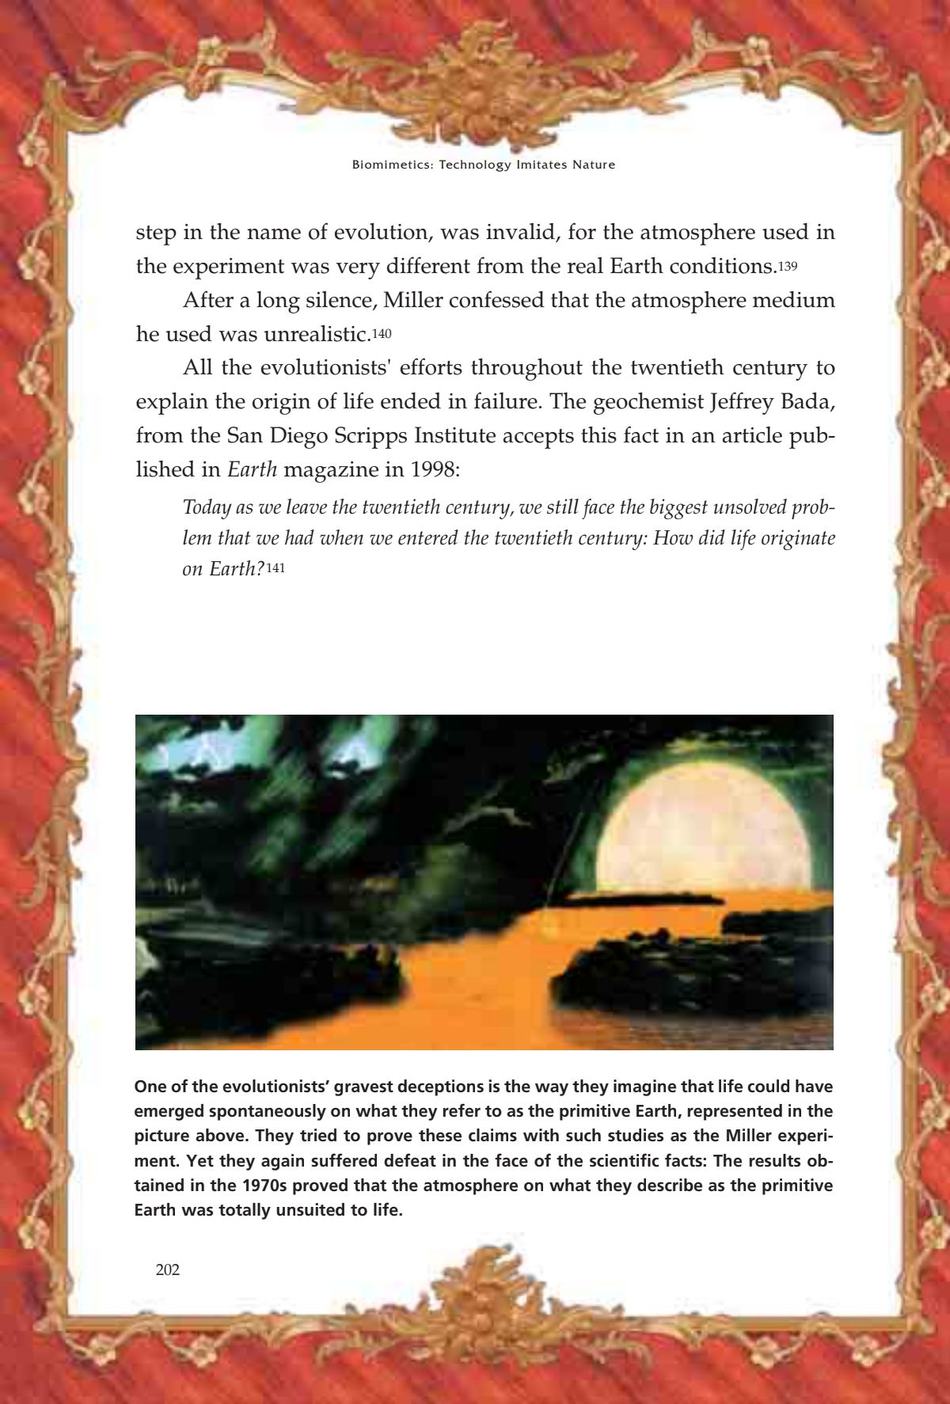 Biomimetics: Technology Imitates Nature
step in the name of evolution, was invalid, for the atmosphere used in
the experiment was very different from the real Earth conditions.139
After a long silence, Miller confessed that the atmosphere medium
he used was unrealistic.140
All the evolutionists' efforts throughout the twentieth century to
explain the origin of life ended in failure. The geochemist Jeffrey Bada,
from the San Diego Scripps Institute accepts this fact in an article pub-
lished in Earth magazine in 1998:
Today as we leave the twentieth century, we still face the biggest unsolved prob-
lem that we had when we entered the twentieth century: How did life originate
on Earth?141
One of the evolutionists’ gravest deceptions is the way they imagine that life could have
emerged spontaneously on what they refer to as the primitive Earth, represented in the
picture above. They tried to prove these claims with such studies as the Miller experi-
ment. Yet they again suffered defeat in the face of the scientific facts: The results ob-
tained in the 1970s proved that the atmosphere on what they describe as the primitive
Earth was totally unsuited to life.
202